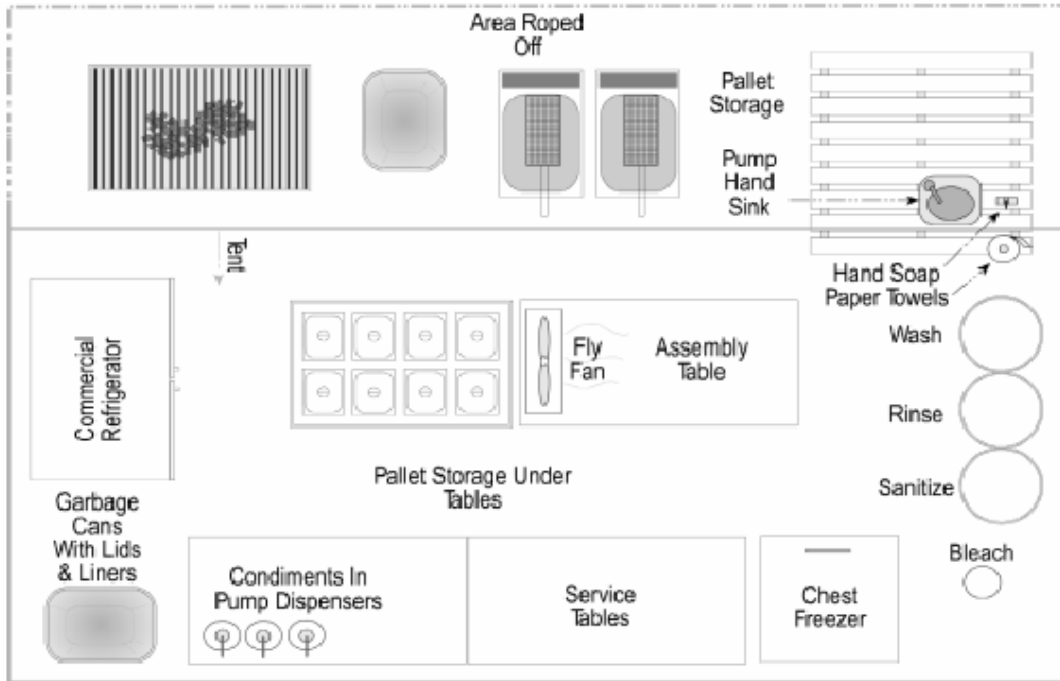 Area Roped
Off
Pallet
Storage
Pump
Hand
Sink
Tent
Hand Soap
Paper Towels
Commercial
Refrigerator
Fly
Fan
Assembly
Table
Wash
Rinse
Sanitize
Pallet Storage Under
Tables
Garbage
Cans
With Lids
& Liners
Condiments In
Pump Dispensers
Service
Tables
Chest
Freezer
Bleach